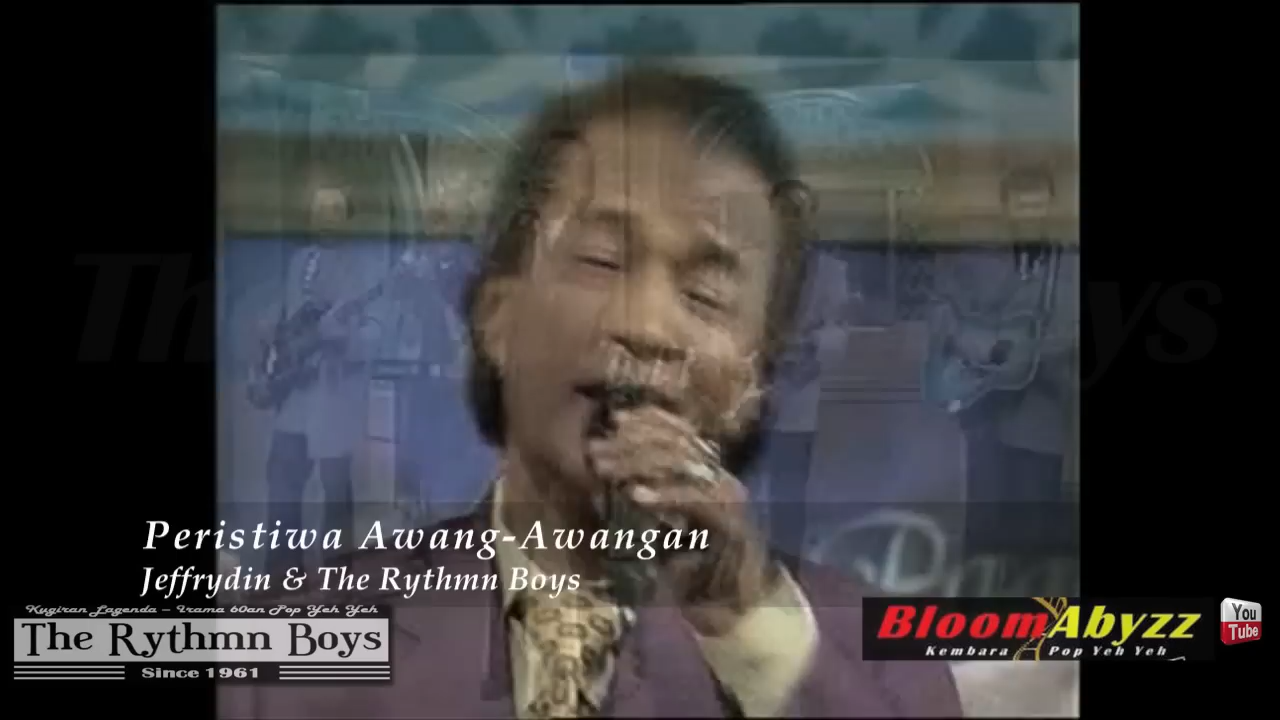 Peristiwa Awang-Awangan
Jeffrydin & The Rythmn Boys
Kugiran Lagenda – Irama 60an Pop Yeh Yeh
The Rythmn Boys
Since 1961
BloomAbyzz
Kembara Pop Yeh Yeh
You
Tube